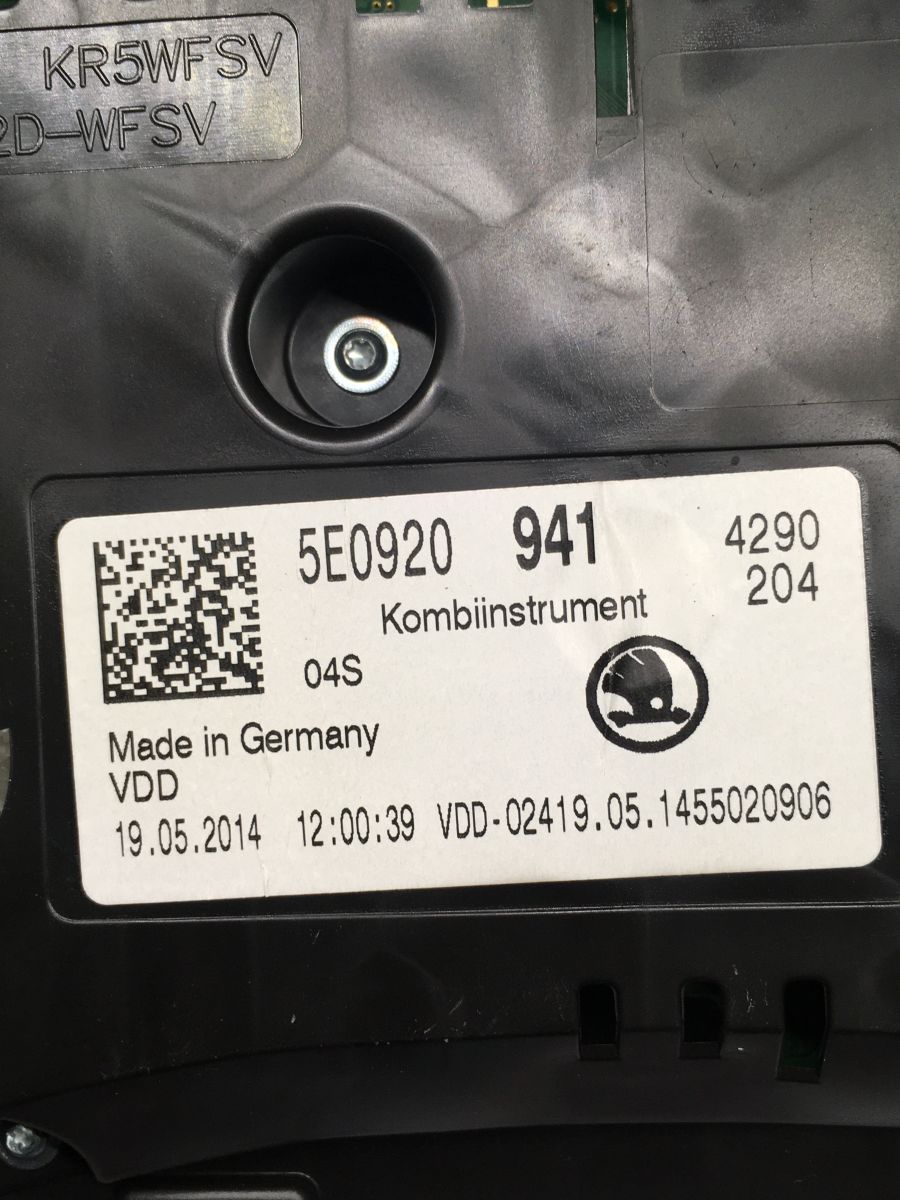 KR5WFSV
2D-WFSV
5E0920 941 4290
204
Kombiinstrument
04S
Made in Germany
VDD
19.05.2014 12:00:39 VDD-02419.05.1455020906